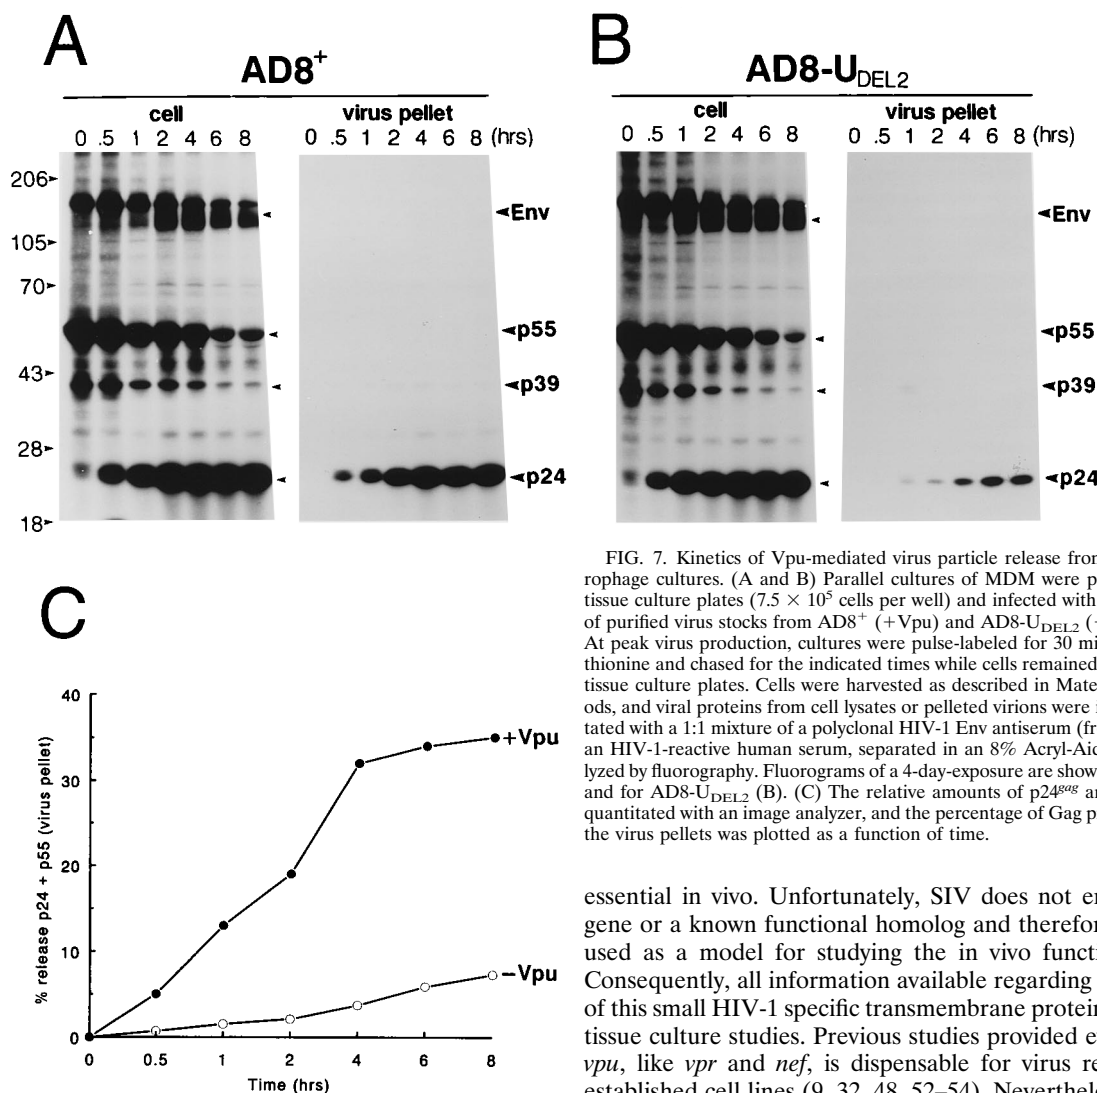 A
AD8+
cell
virus pellet
0 .5 1 2 4 6 8
0 .5 1 2 4 6 8 (hrs)
206
105
70
43
28
18
Env
p55
p39
p24
B
AD8-UDEL2
cell
virus pellet
0 .5 1 2 4 6 8
0 .5 1 2 4 6 8 (hrs)
Env
p55
p39
p24
C
% release p24 + p55 (virus pellet)
40
30
20
10
0
+Vpu
−Vpu
0 0.5 1 2 4 6 8
Time (hrs)
FIG. 7. Kinetics of Vpu-mediated virus particle release from
rophage cultures. (A and B) Parallel cultures of MDM were p
tissue culture plates (7.5 × 10⁵ cells per well) and infected with
of purified virus stocks from AD8+ (+Vpu) and AD8-UDEL2 (
At peak virus production, cultures were pulse-labeled for 30 mi
thionine and chased for the indicated times while cells remained
tissue culture plates. Cells were harvested as described in Mate
ods, and viral proteins from cell lysates or pelleted virions were i
tated with a 1:1 mixture of a polyclonal HIV-1 Env antiserum (fr
an HIV-1-reactive human serum, separated in an 8% Acryl-Aid
lyzed by fluorography. Fluorograms of a 4-day-exposure are show
and for AD8-UDEL2 (B). (C) The relative amounts of p24gag a
quantitated with an image analyzer, and the percentage of Gag p
the virus pellets was plotted as a function of time.
essential in vivo. Unfortunately, SIV does not e
gene or a known functional homolog and therefor
used as a model for studying the in vivo functi
Consequently, all information available regarding
of this small HIV-1 specific transmembrane protein
tissue culture studies. Previous studies provided e
vpu, like vpr and nef, is dispensable for virus re
established cell lines (9, 32, 48, 52–54). Neverthel